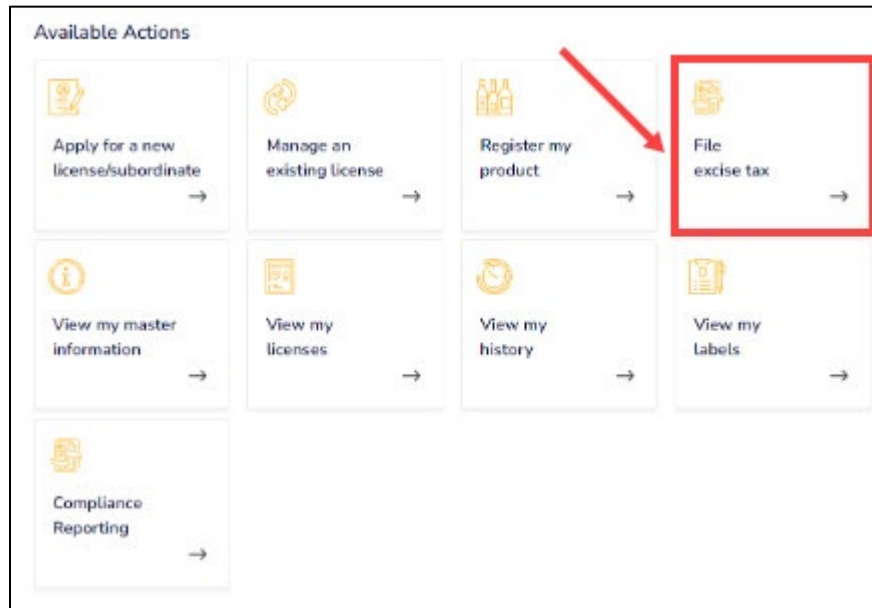 Available Actions
Apply for a new
license/subordinate
Manage an
existing license
Register my
product
File
excise tax
View my master
information
View my
licenses
View my
history
View my
labels
Compliance
Reporting